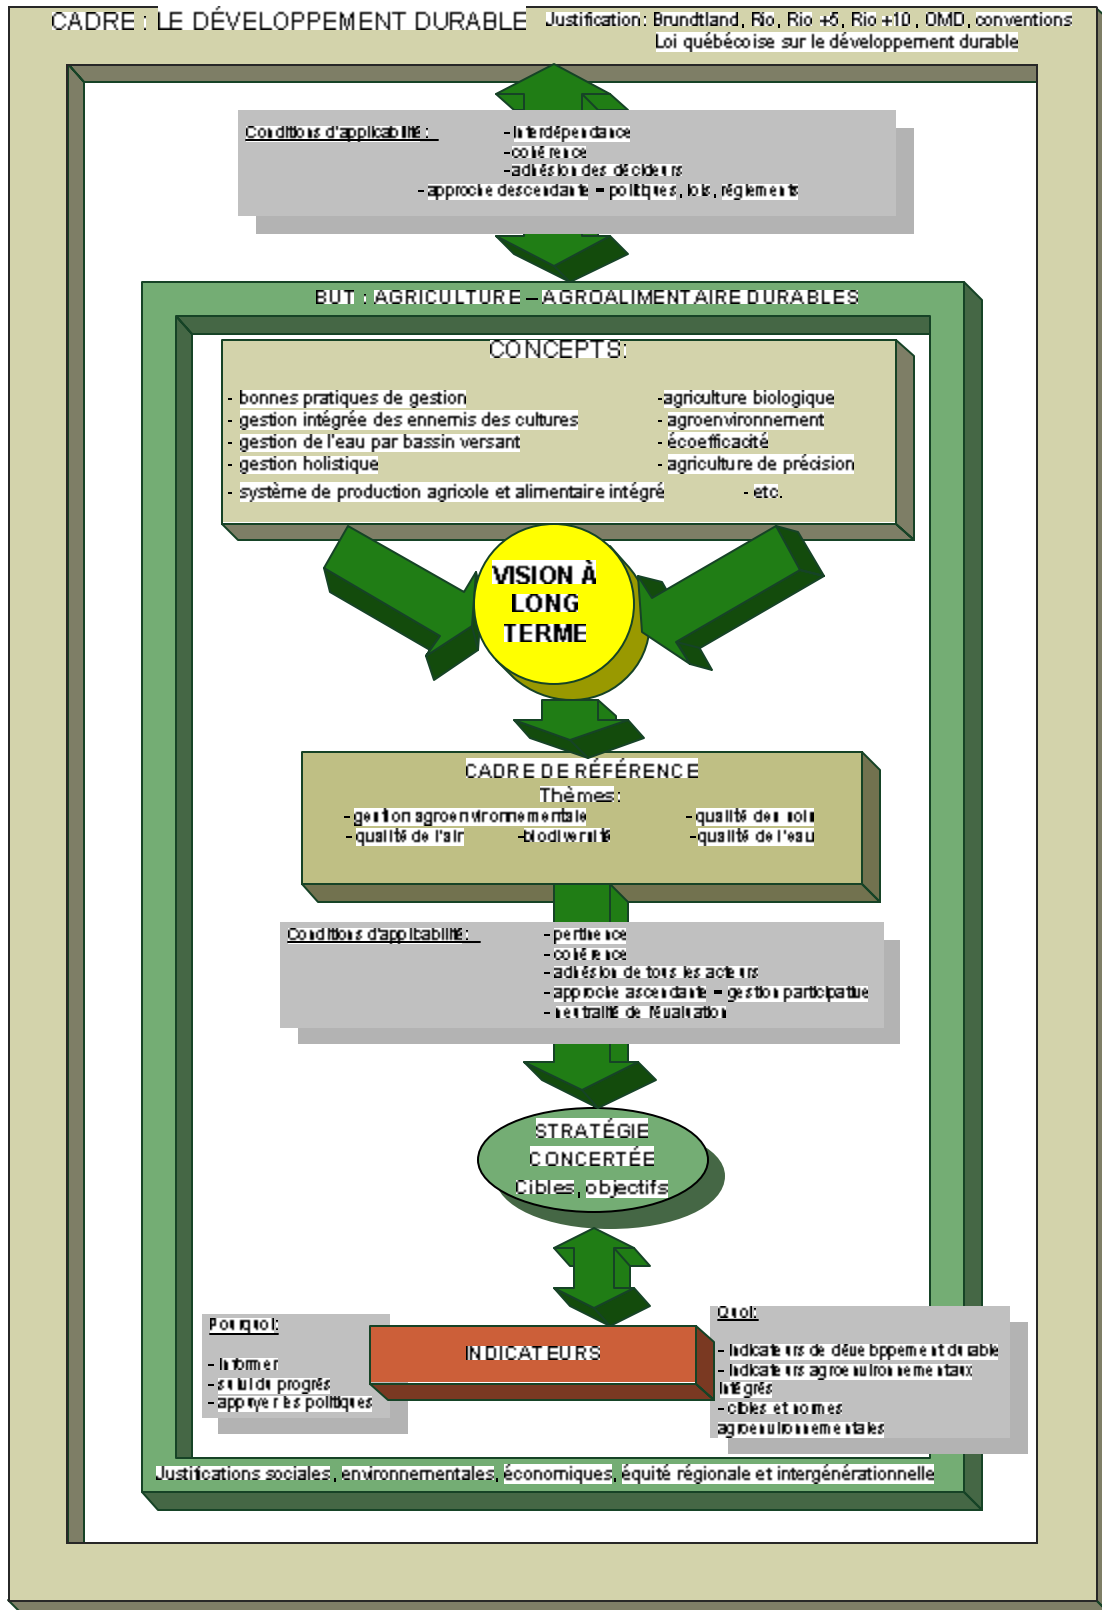 CADRE : LE DÉVELOPPEMENT DURABLE
Justification: Brundtland, Rio, Rio +5, Rio +10 , OMD, conventions
Loi québécoise sur le développement durable
Conditions d'applicabilité :
- Interdépendance
- cohérence
- adhésion des décideurs
- approche descendante = politiques, lois, règlements
BUT : AGRICULTURE – AGROALIMENTAIRE DURABLES
CONCEPTS:
- bonnes pratiques de gestion
-agriculture biologique
- gestion intégrée des ennemis des cultures
- agroenvironnement
- gestion de l'eau par bassin versant
- écoefficacité
- gestion holistique
- agriculture de précision
- système de production agricole et alimentaire intégré
- etc.
VISION À
LONG
TERME
CADRE DE RÉFÉRENCE
Thèmes:
- gestion agroenvironnementale
- qualité des sols
- qualité de l'air
-biodiversité
- qualité de l'eau
Conditions d'applicabilité:
- pertinence
- cohérence
- adhésion de tous les acteurs
- approche ascendante = gestion participative
- neutralité de l'évaluation
STRATÉGIE
CONCERTÉE
Cibles, objectifs
Pourquoi:
- Informer
- suivi du progrès
- appuyer les politiques
INDICATEURS
Quoi:
- Indicateurs de développement durable
- Indicateurs agroenvironnementaux
Intégrés
- cibles et normes
agroenvironnementales
Justifications sociales, environnementales, économiques, équité régionale et intergénérationnelle